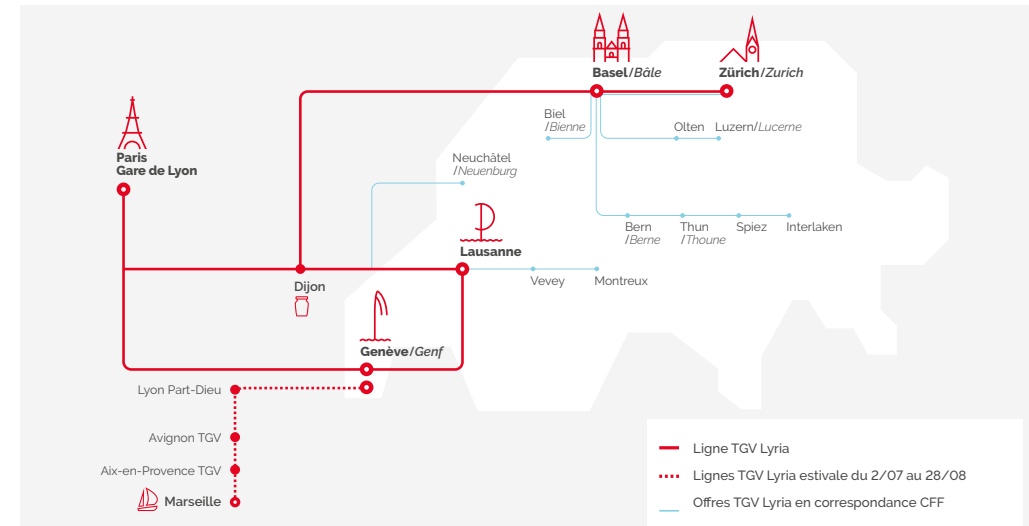 Basel/Bâle
Zürich/Zurich
Biel
/Bienne
Olten
Luzern/Lucerne
Paris
Gare de Lyon
Neuchâtel
/Neuenburg
Bern
/Berne
Thun
/Thoune
Spiez
Interlaken
Lausanne
Dijon
Vevey
Montreux
Genève/Genf
Lyon Part-Dieu
Avignon TGV
Aix-en-Provence TGV
Marseille
Ligne TGV Lyria
Lignes TGV Lyria estivale du 2/07 au 28/08
Offres TGV Lyria en correspondance CFF